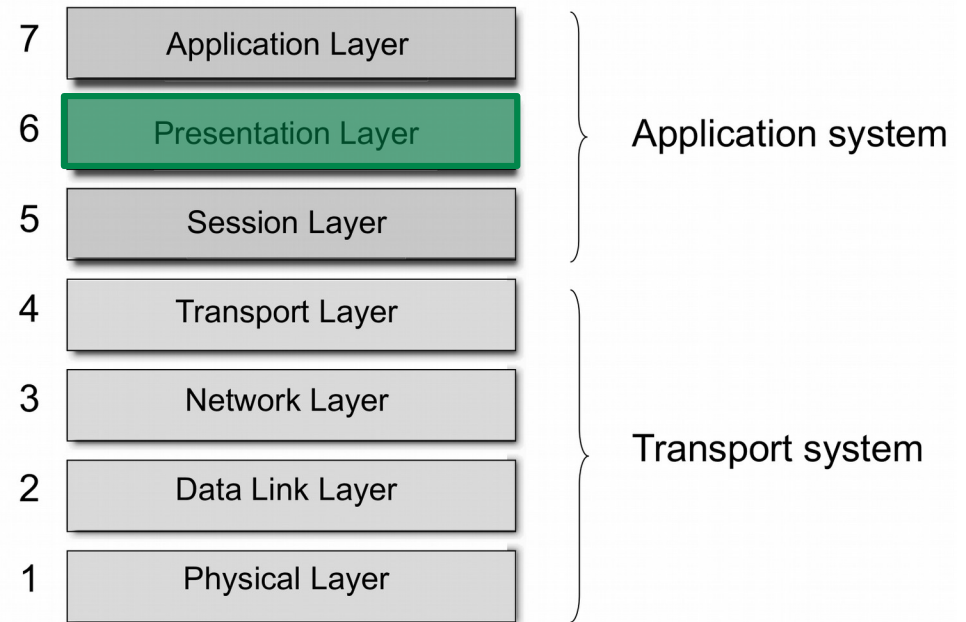 7 Application Layer
6 Presentation Layer
Application system
5 Session Layer
4 Transport Layer
3 Network Layer
Transport system
2 Data Link Layer
1 Physical Layer